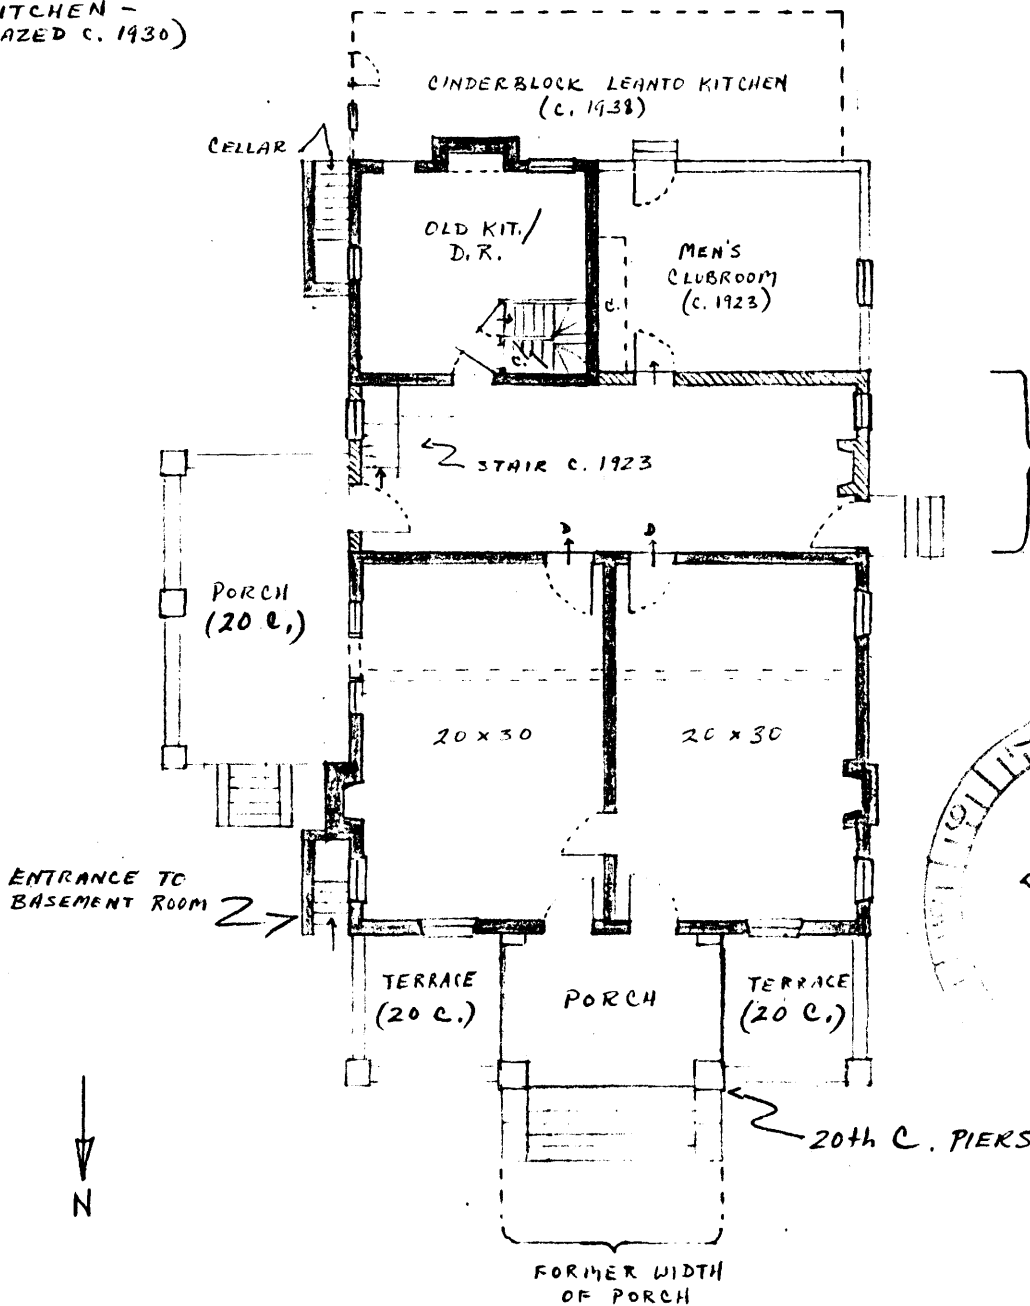 ITCHEN -
AZED C. 1930)
CINDERBLOCK LEANTO KITCHEN
(C. 1938)
CELLAR
OLD KIT./
D.R.
MEN'S
CLUBROOM
(C. 1923)
C.
C.
STAIR C. 1923
D
D
PORCH
(20 C.)
20 x 30
20 x 30
ENTRANCE TO
BASEMENT ROOM
TERRACE
(20 C.)
PORCH
TERRACE
(20 C.)
20th C. PIERS
N
FORMER WIDTH
OF PORCH